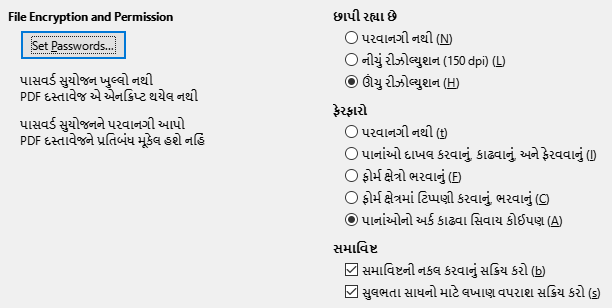 File Encryption and Permission
Set Passwords...
પાસવર્ડ સુયોજન ખુલ્લો નથી
PDF દસ્તાવેજ એ એનક્રિપ્ટ થયેલ નથી
પાસવર્ડ સુયોજનને પરવાનગી આપો
PDF દસ્તાવેજને પ્રતિબંધ મૂકેલ હશે નહિં
છાપી રહ્યા છે
પરવાનગી નથી (N)
નીચું રીઝોલ્યુશન (150 dpi) (L)
ઊંચુ રીઝોલ્યુશન (H)
ફેરફારો
પરવાનગી નથી (t)
પાનાંઓ દાખલ કરવાનું, કાઢવાનું, અને ફેરવવાનું (I)
ફોર્મ ક્ષેત્રો ભરવાનું (F)
ફોર્મ ક્ષેત્રમાં ટિપ્પણી કરવાનું, ભરવાનું (C)
પાનાંઓનો અર્ક કાઢવા સિવાય કોઈપણ (A)
સમાવિષ્ટ
સમાવિષ્ટની નકલ કરવાનું સક્રિય કરો (b)
સુલભતા સાધનો માટે લખાણ વપરાશ સક્રિય કરો (s)